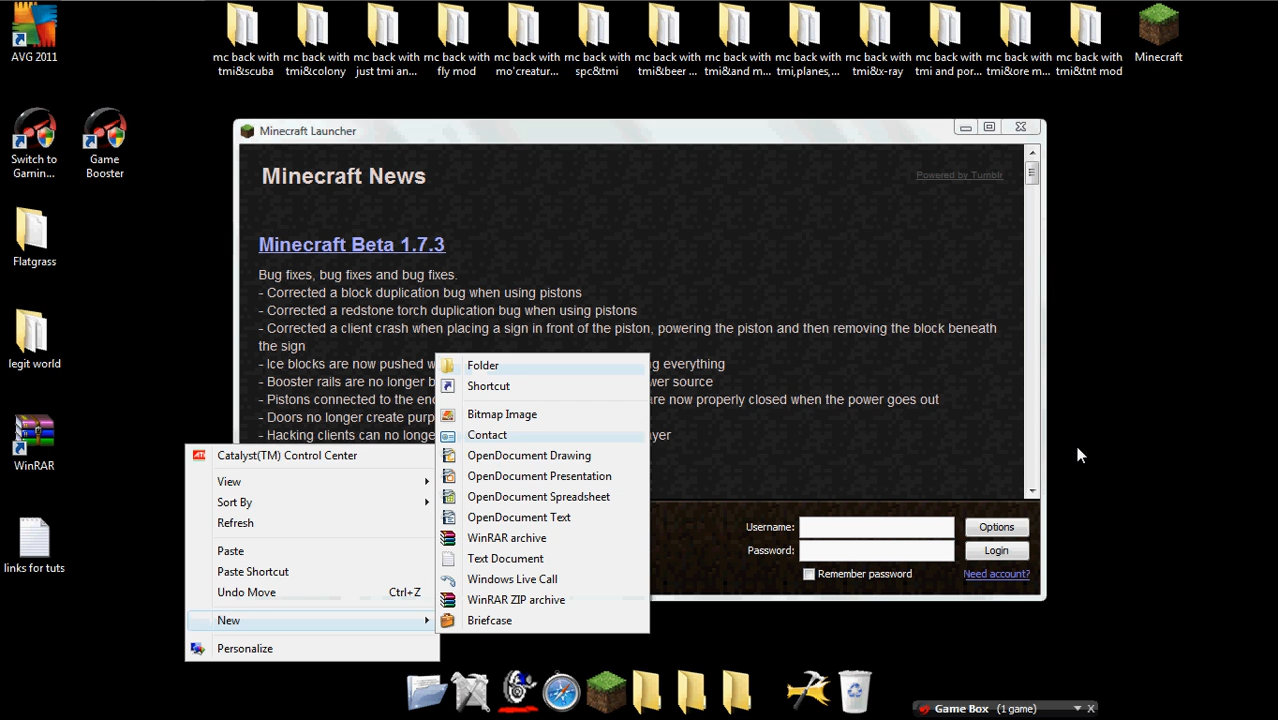 AVG 2011
mc back with tmi&scuba
mc back with tmi&colony
mc back with just tmi an...
mc back with fly mod
mc back with mo'creatur...
mc back with spc&tmi
mc back with tmi&beer ...
mc back with tmi&and m...
mc back with tmi,planes,...
mc back with tmi&x-ray
mc back with tmi and por...
mc back with tmi&ore m...
mc back with tmi&tnt mod
Minecraft
Switch to Gamin...
Game Booster
Flatgrass
legit world
WinRAR
links for tuts
Minecraft Launcher
Minecraft News
Powered by Tumblr
Minecraft Beta 1.7.3
Bug fixes, bug fixes and bug fixes.
- Corrected a block duplication bug when using pistons
- Corrected a redstone torch duplication bug when using pistons
- Corrected a client crash when placing a sign in front of the piston, powering the piston and then removing the block beneath
the sign
- Ice blocks are now pushed g everything
- Booster rails are no longer wer source
- Pistons connected to the are now properly closed when the power goes out
- Doors no longer create
- Hacking clients can no ayer
Folder
Shortcut
Bitmap Image
Contact
OpenDocument Drawing
OpenDocument Presentation
OpenDocument Spreadsheet
OpenDocument Text
WinRAR archive
Text Document
Windows Live Call
WinRAR ZIP archive
Briefcase
ATI Catalyst(TM) Control Center
View
Sort By
Refresh
Paste
Paste Shortcut
Undo Move Ctrl+Z
New
Personalize
Username:
Options
Password:
Login
Remember password
Need account?
Game Box (1 game)